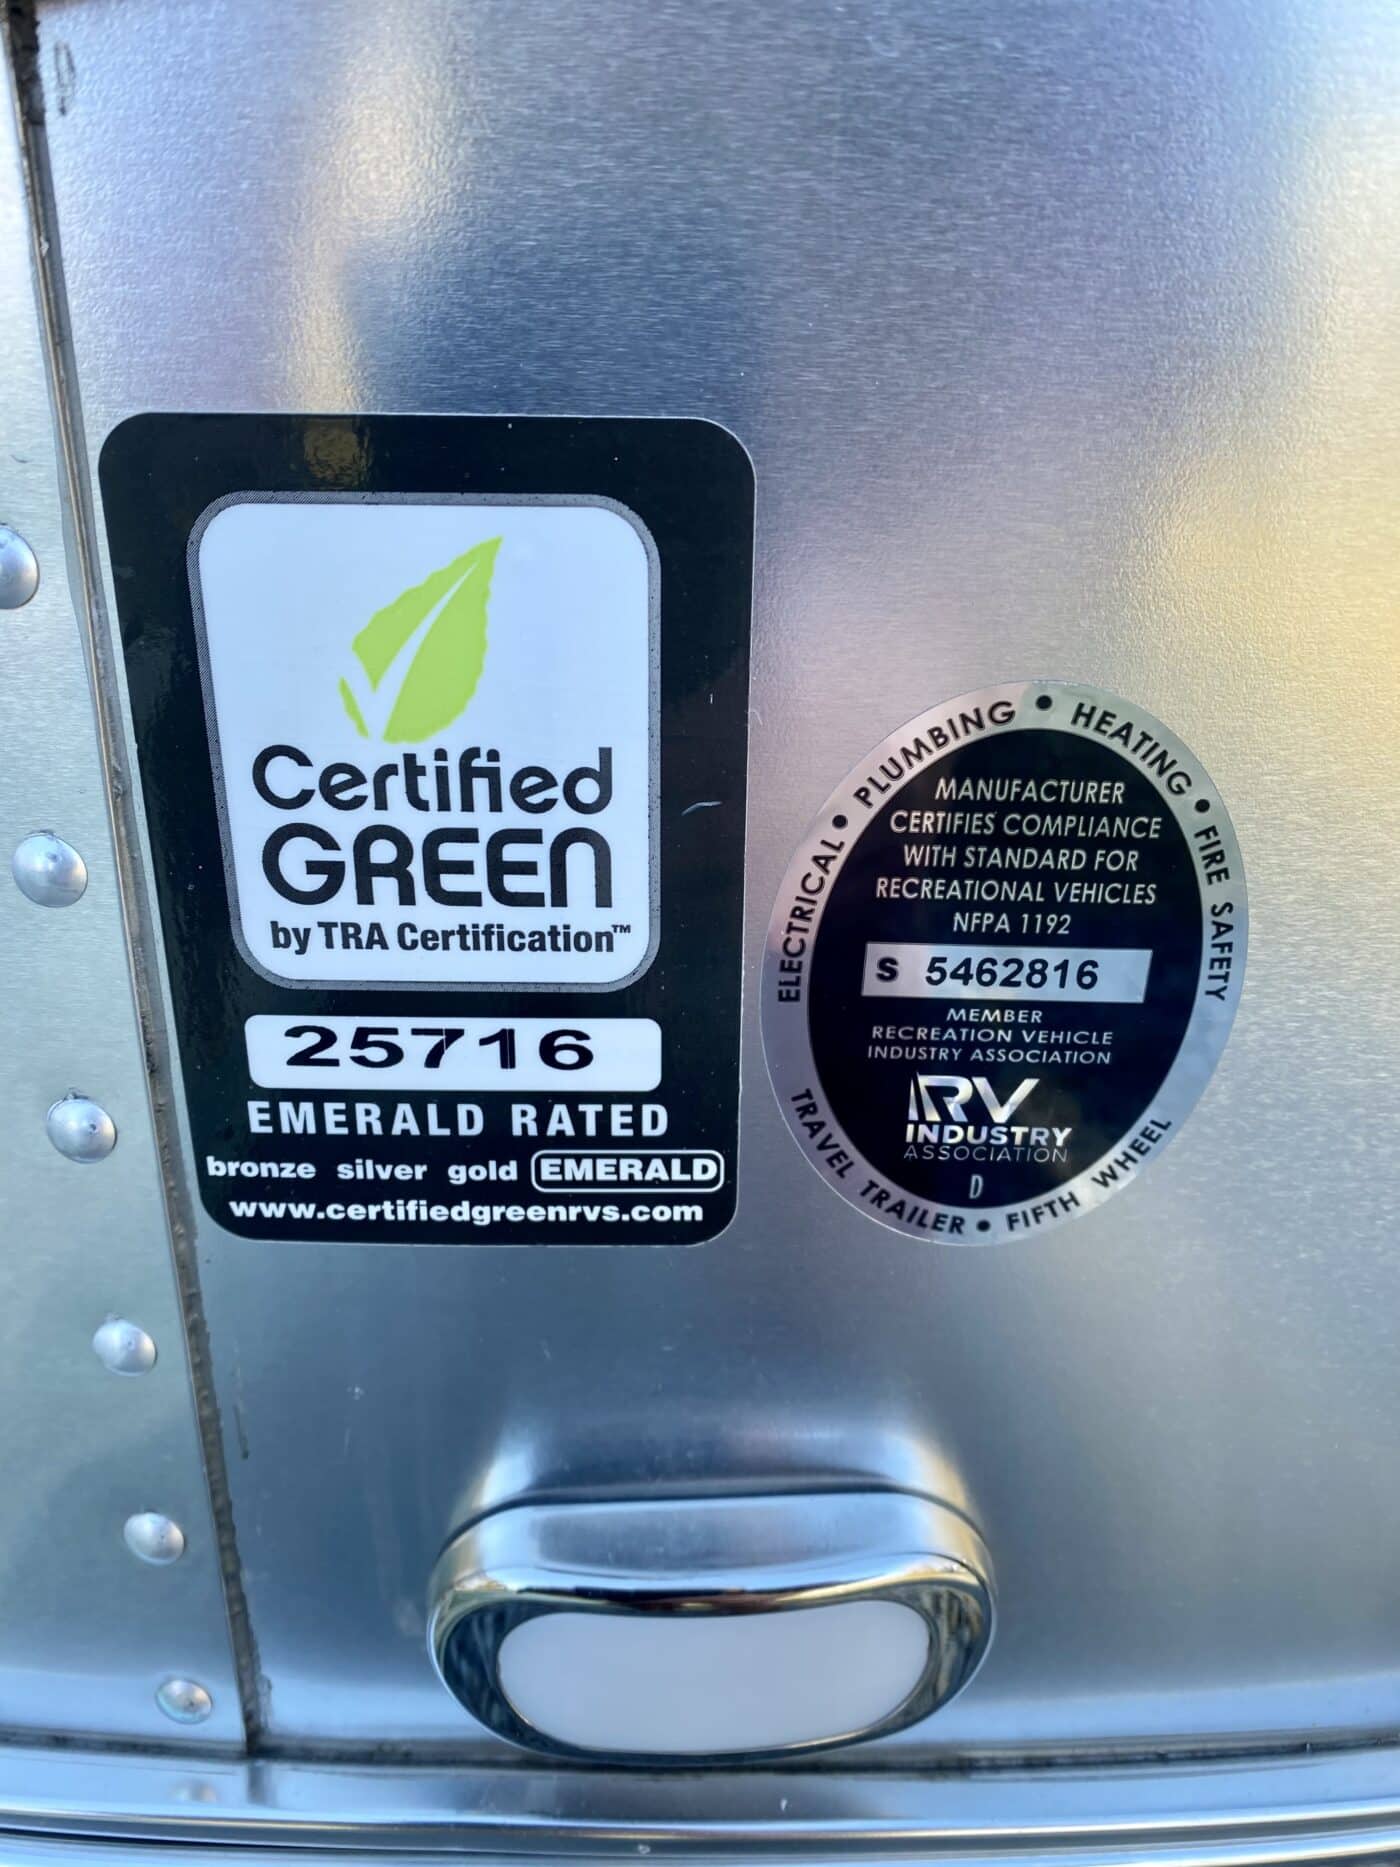 Certified
GREEN
by TRA Certification™
25716
EMERALD RATED
bronze silver gold EMERALD
www.certifiedgreenrvs.com
ELECTRICAL • PLUMBING • HEATING • FIRE SAFETY
MANUFACTURER
CERTIFIES COMPLIANCE
WITH STANDARD FOR
RECREATIONAL VEHICLES
NFPA 1192
S 5462816
MEMBER
RECREATION VEHICLE
INDUSTRY ASSOCIATION
RV
INDUSTRY
ASSOCIATION
D
TRAVEL TRAILER • FIFTH WHEEL